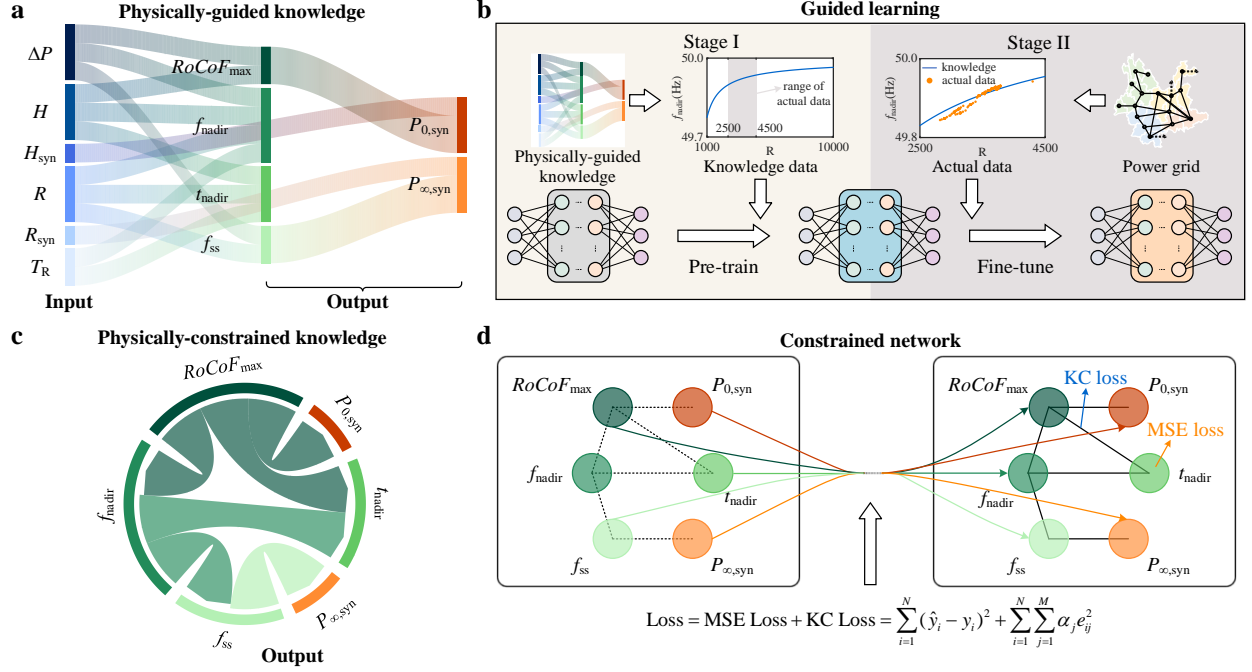 a
Physically-guided knowledge
ΔP
H
H_syn
R
R_syn
T_R
Input
RoCoF_max
f_nadir
t_nadir
f_ss
P_0,syn
P_∞,syn
Output
b
Guided learning
Stage I
Stage II
Physically-guided
knowledge
50.0
f_nadir(Hz)
49.7
range of
actual data
2500
4500
1000
R
10000
Knowledge data
50.0
f_nadir(Hz)
49.8
knowledge
actual data
2500
R
4500
Actual data
Power grid
Pre-train
Fine-tune
c
Physically-constrained knowledge
RoCoF_max
P_0,syn
t_nadir
P_∞,syn
f_ss
f_nadir
Output
d
Constrained network
RoCoF_max
P_0,syn
f_nadir
t_nadir
f_ss
P_∞,syn
RoCoF_max
KC loss
P_0,syn
MSE loss
t_nadir
f_nadir
f_ss
P_∞,syn
Loss = MSE Loss + KC Loss = ∑_{i=1}^{N} (ŷ_i − y_i)^2 + ∑_{i=1}^{N} ∑_{j=1}^{M} α_j e_{ij}^2